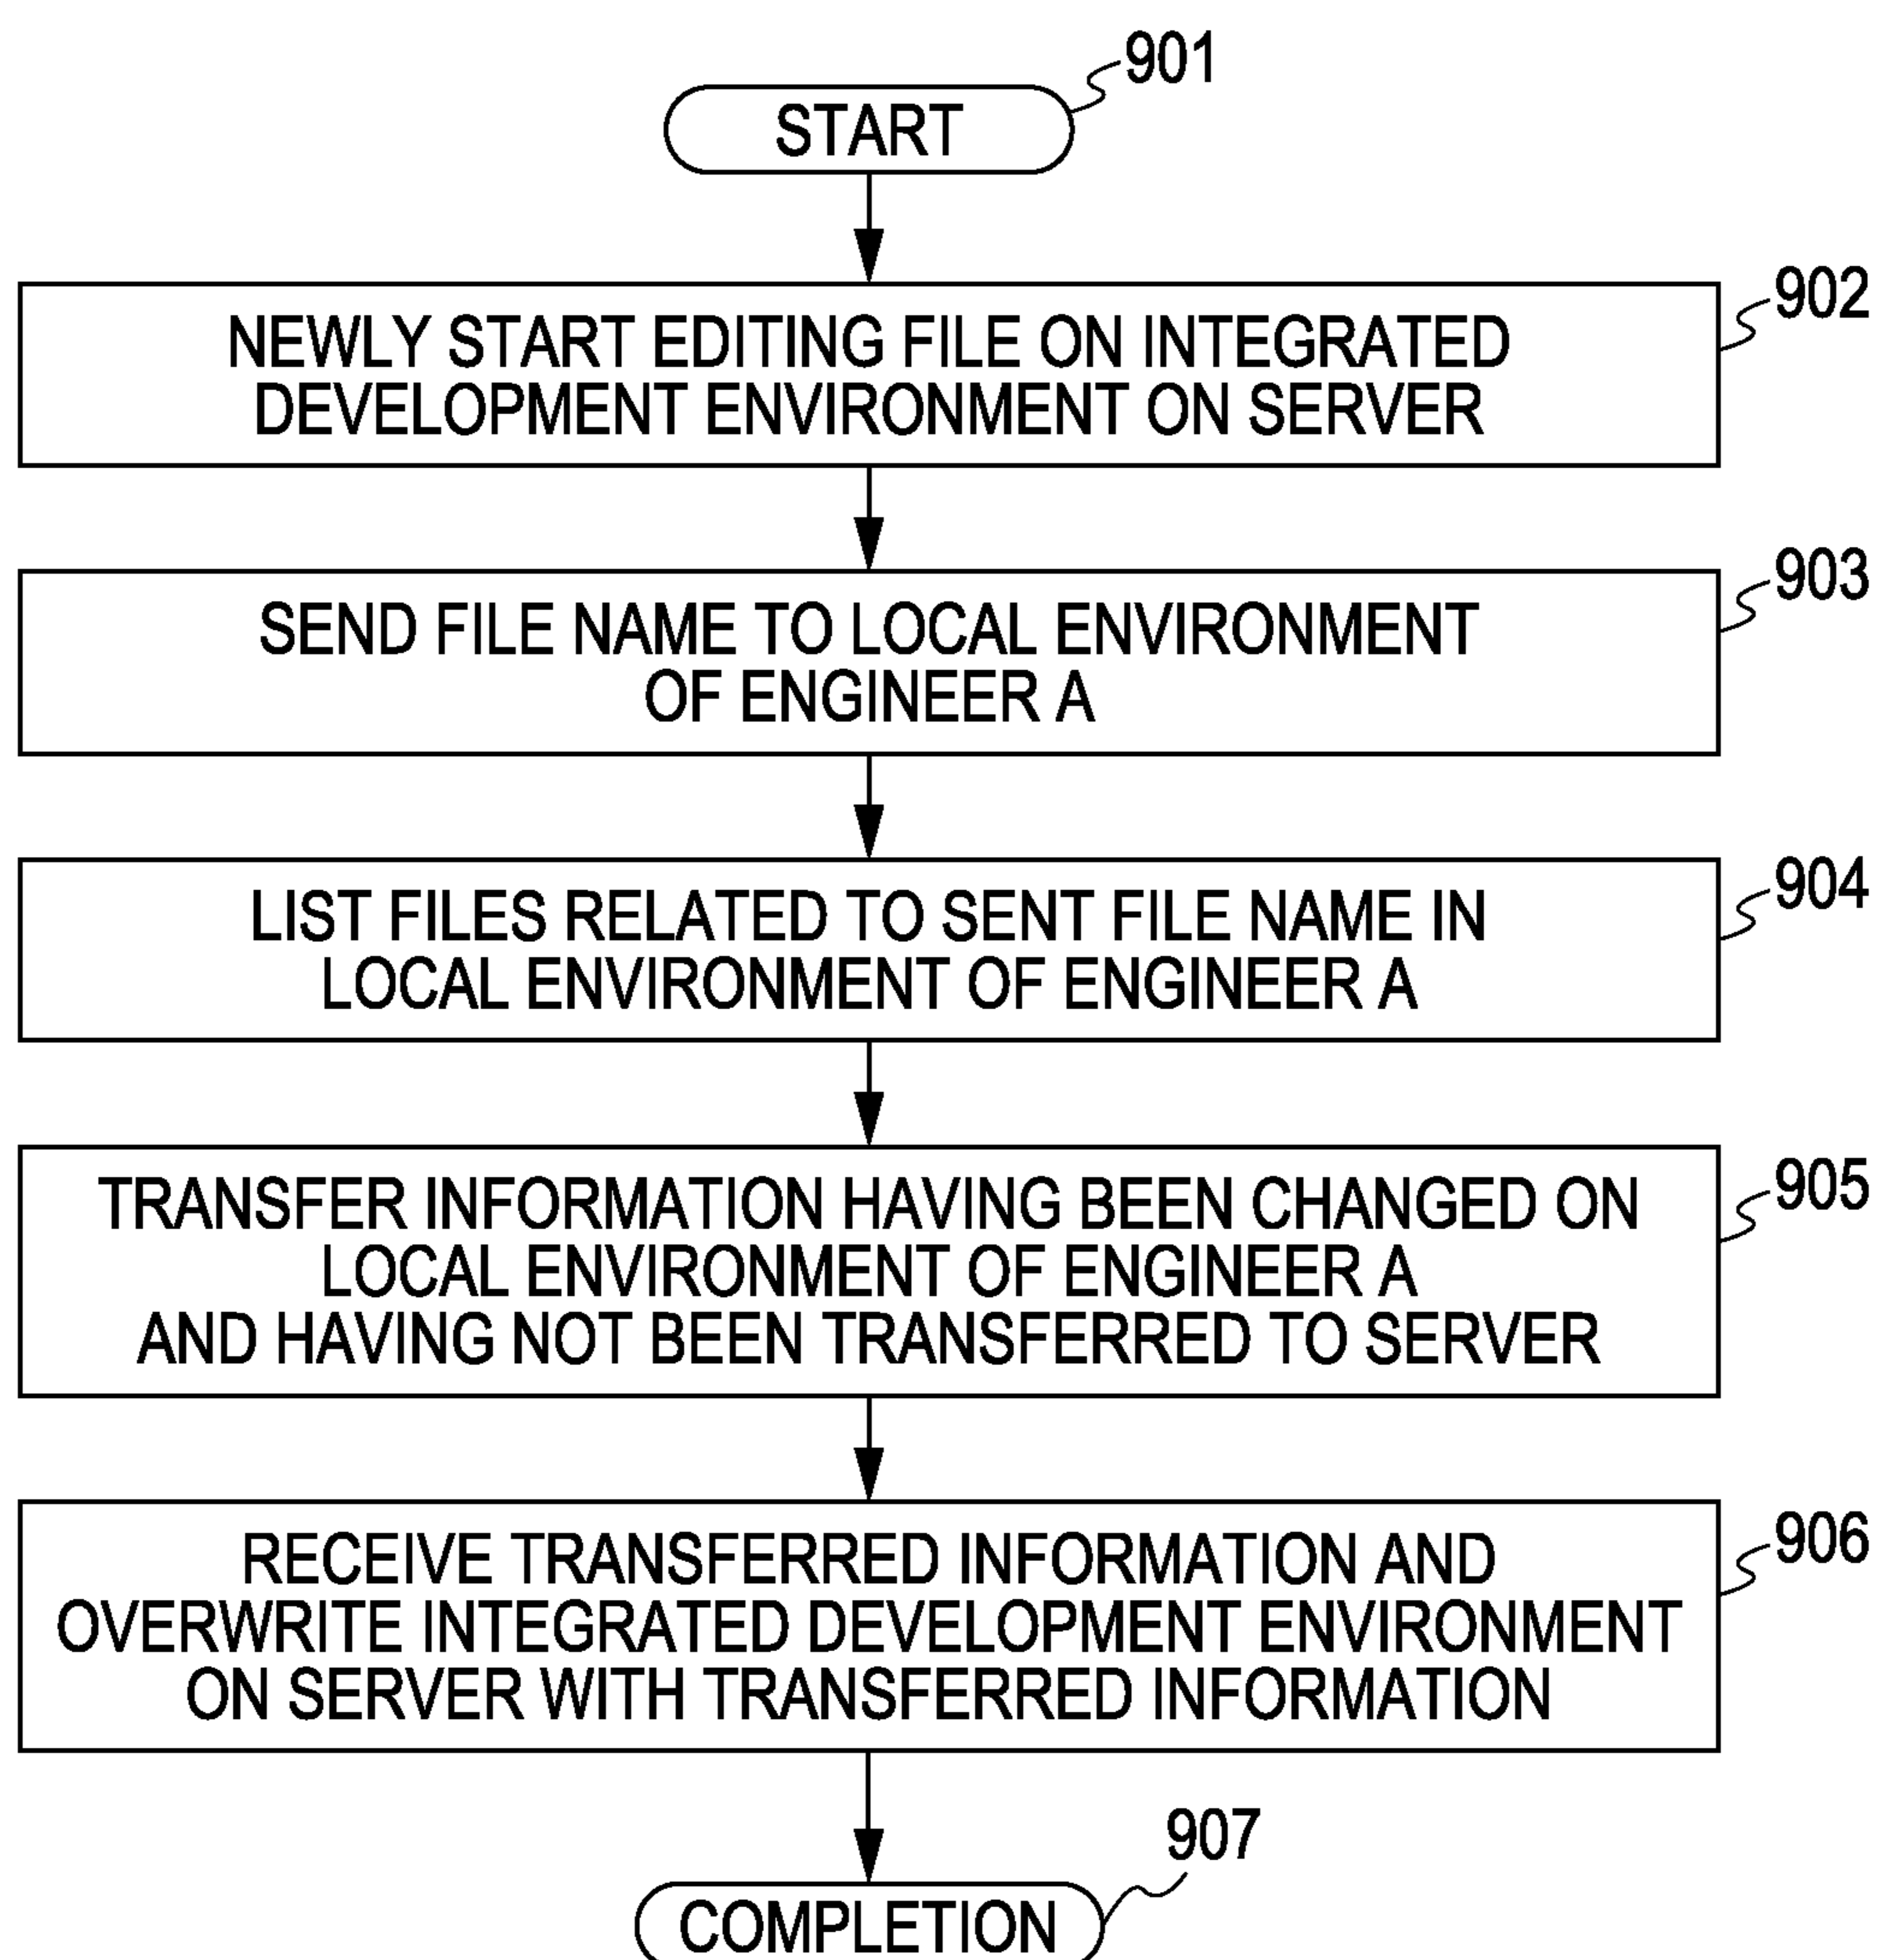 901
START
902
NEWLY START EDITING FILE ON INTEGRATED
DEVELOPMENT ENVIRONMENT ON SERVER
903
SEND FILE NAME TO LOCAL ENVIRONMENT
OF ENGINEER A
904
LIST FILES RELATED TO SENT FILE NAME IN
LOCAL ENVIRONMENT OF ENGINEER A
905
TRANSFER INFORMATION HAVING BEEN CHANGED ON
LOCAL ENVIRONMENT OF ENGINEER A
AND HAVING NOT BEEN TRANSFERRED TO SERVER
906
RECEIVE TRANSFERRED INFORMATION AND
OVERWRITE INTEGRATED DEVELOPMENT ENVIRONMENT
ON SERVER WITH TRANSFERRED INFORMATION
907
COMPLETION